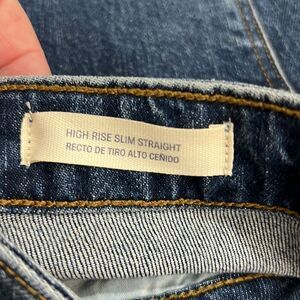 HIGH RISE SLIM STRAIGHT
RECTO DE TIRO ALTO CEÑIDO